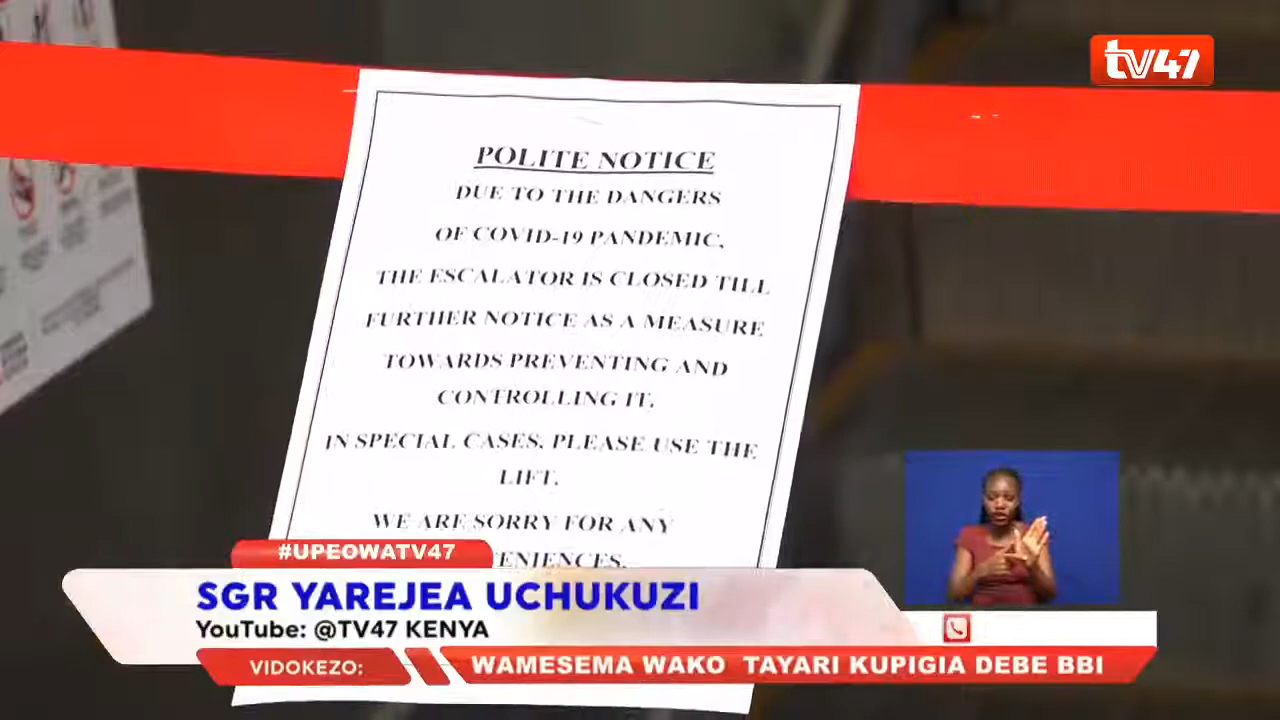 tv47
POLITE NOTICE
DUE TO THE DANGERS
OF COVID-19 PANDEMIC,
THE ESCALATOR IS CLOSED TILL
FURTHER NOTICE AS A MEASURE
TOWARDS PREVENTING AND
CONTROLLING IT.
IN SPECIAL CASES, PLEASE USE THE
LIFT.
WE ARE SORRY FOR ANY
ENIENCES.
#UPEOWATV47
SGR YAREJEA UCHUKUZI
YouTube: @TV47 KENYA
VIDOKEZO;
WAMESEMA WAKO TAYARI KUPIGIA DEBE BBI